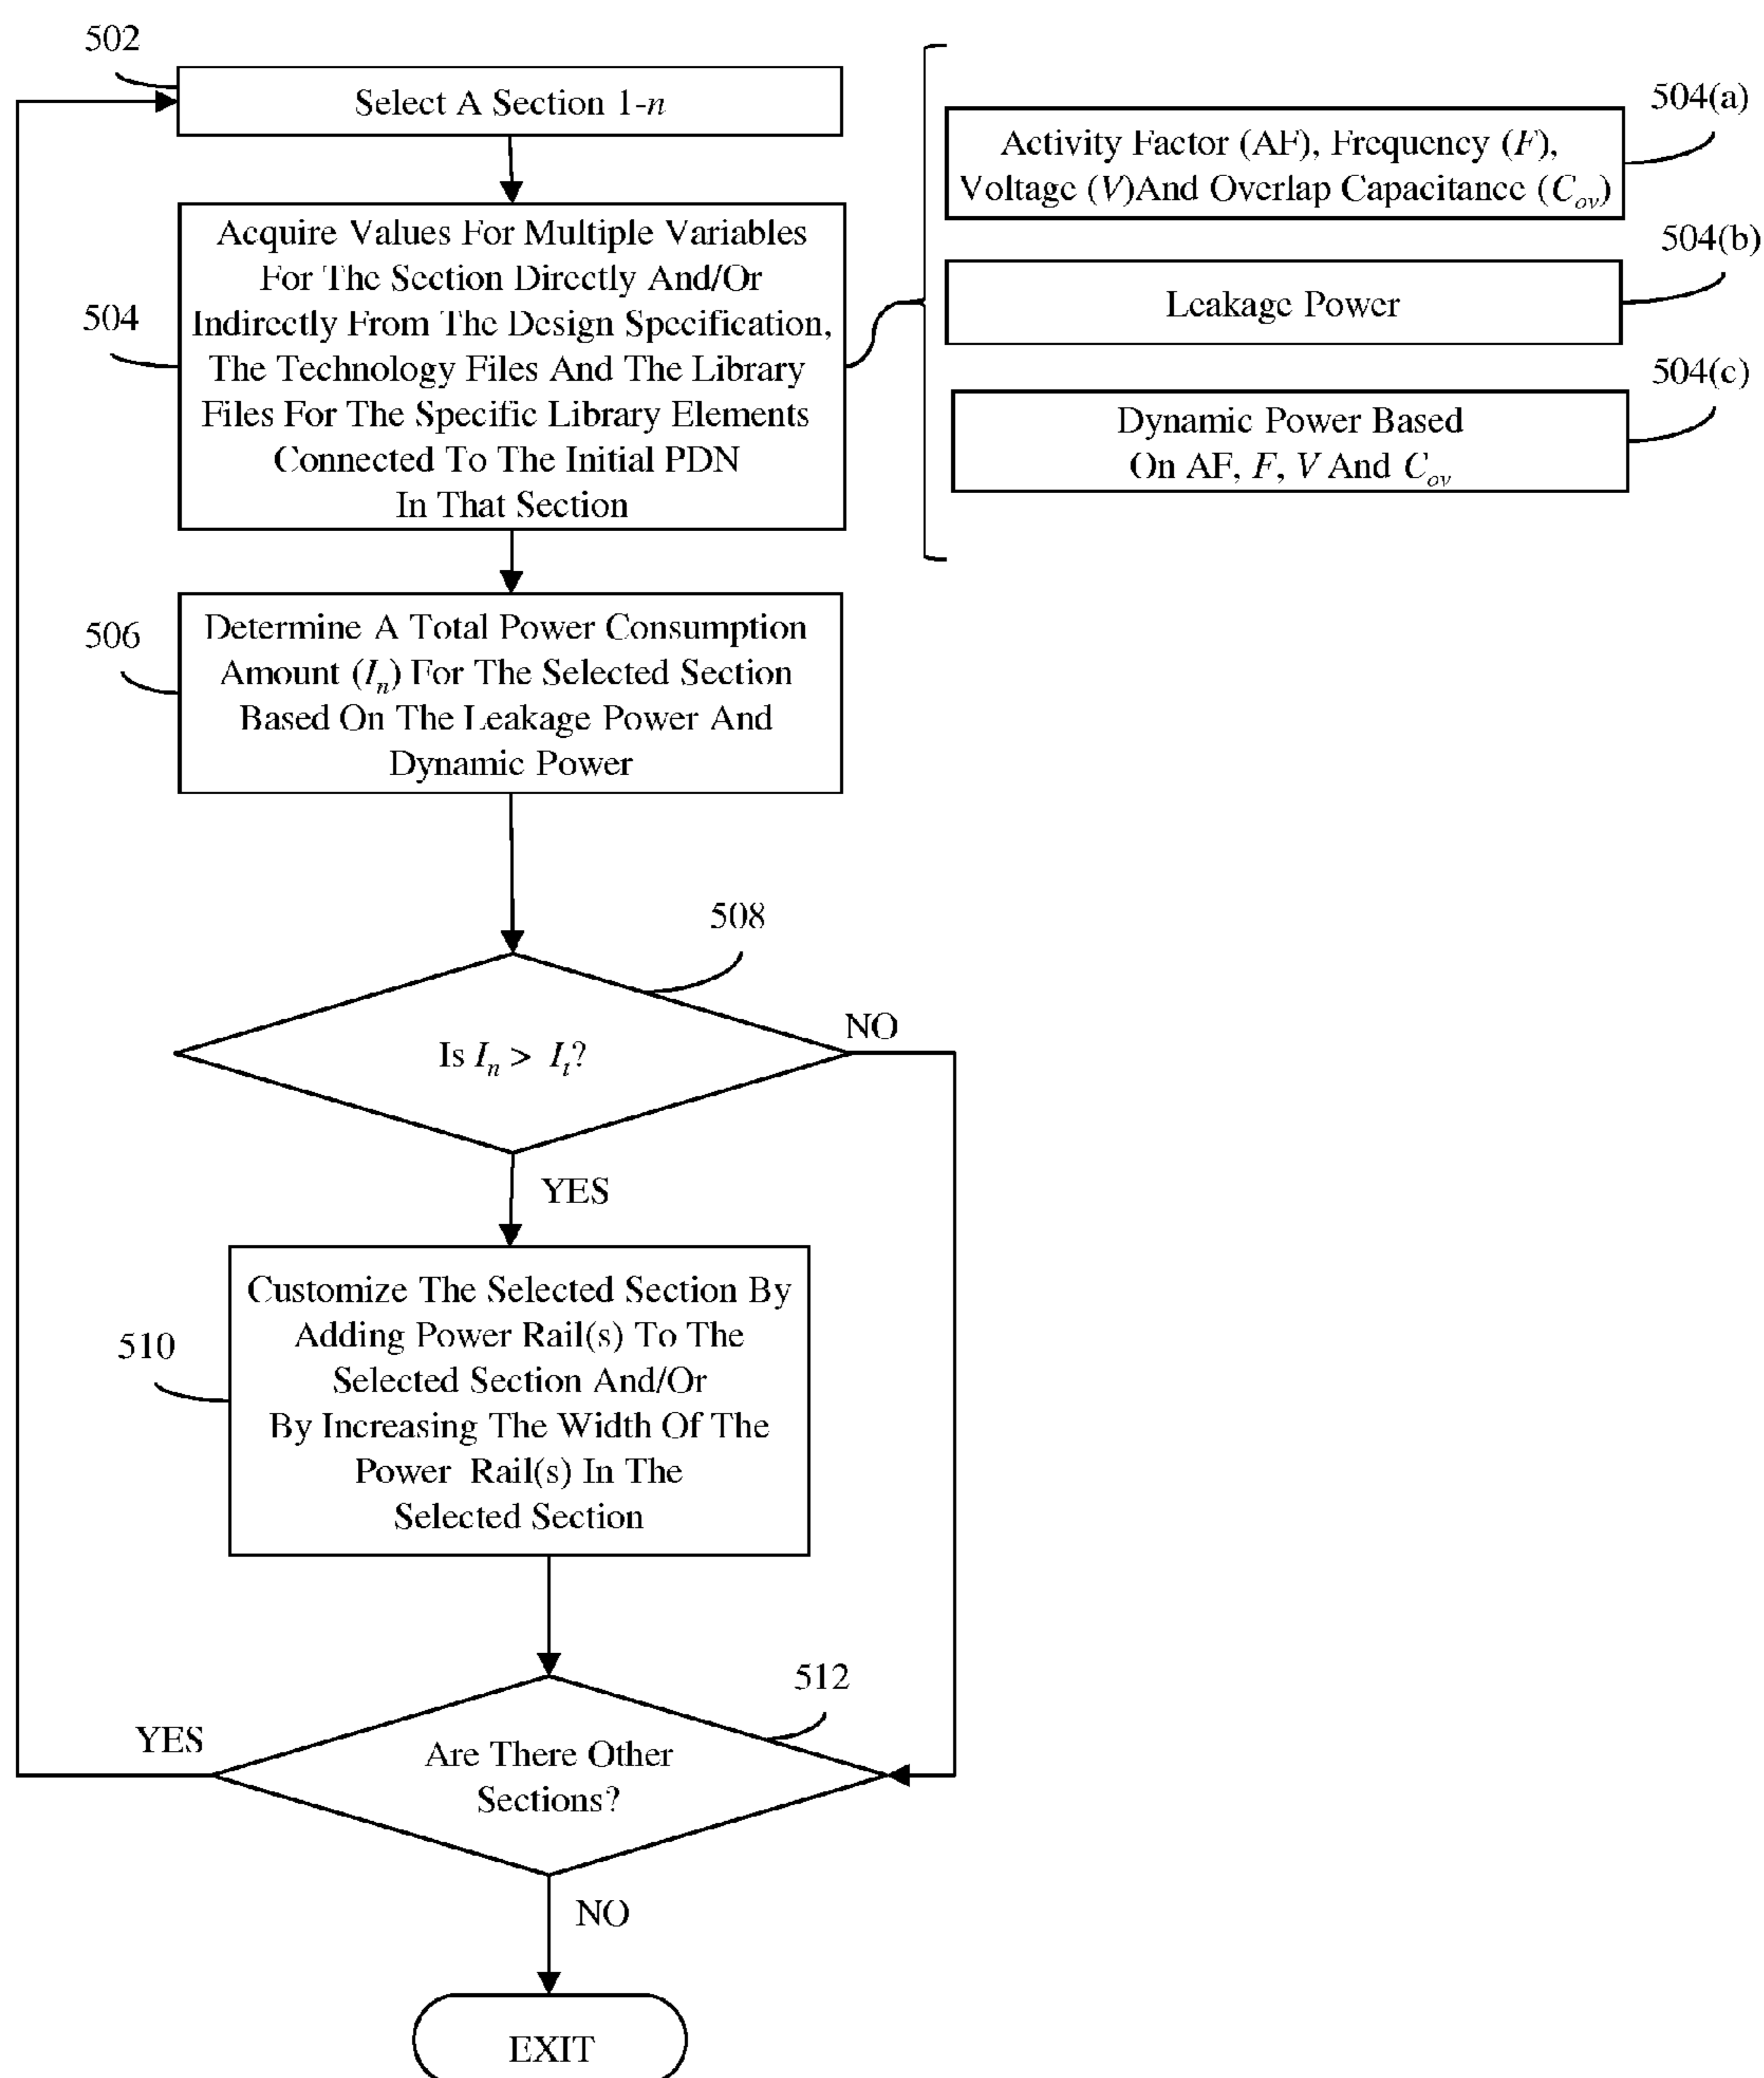 502
Select A Section 1-n
504
Acquire Values For Multiple Variables
For The Section Directly And/Or
Indirectly From The Design Specification,
The Technology Files And The Library
Files For The Specific Library Elements
Connected To The Initial PDN
In That Section
504(a)
Activity Factor (AF), Frequency (F),
Voltage (V)And Overlap Capacitance (Cov)
504(b)
Leakage Power
504(c)
Dynamic Power Based
On AF, F, V And Cov
506
Determine A Total Power Consumption
Amount (In) For The Selected Section
Based On The Leakage Power And
Dynamic Power
508
Is In > It?
NO
YES
510
Customize The Selected Section By
Adding Power Rail(s) To The
Selected Section And/Or
By Increasing The Width Of The
Power Rail(s) In The
Selected Section
512
Are There Other
Sections?
YES
NO
EXIT